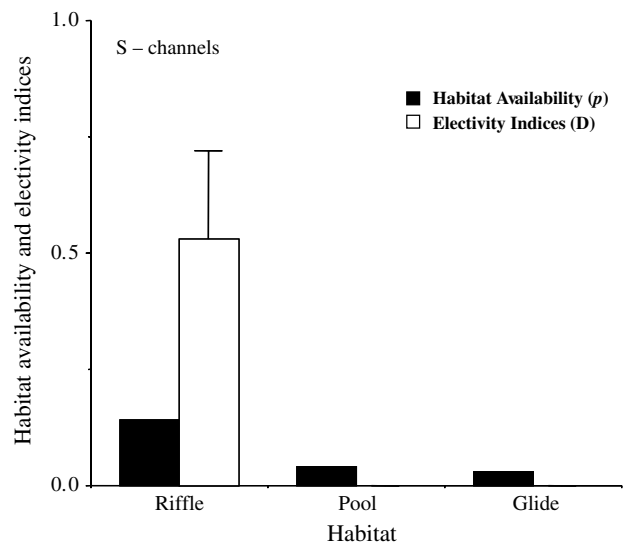 1.0
S – channels
Habitat Availability (p)
Electivity Indices (D)
Habitat availability and electivity indices
0.5
0.0
Riffle Pool Glide
Habitat